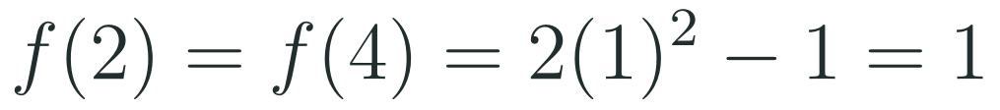 f(2) = f(4) = 2(1)² − 1 = 1